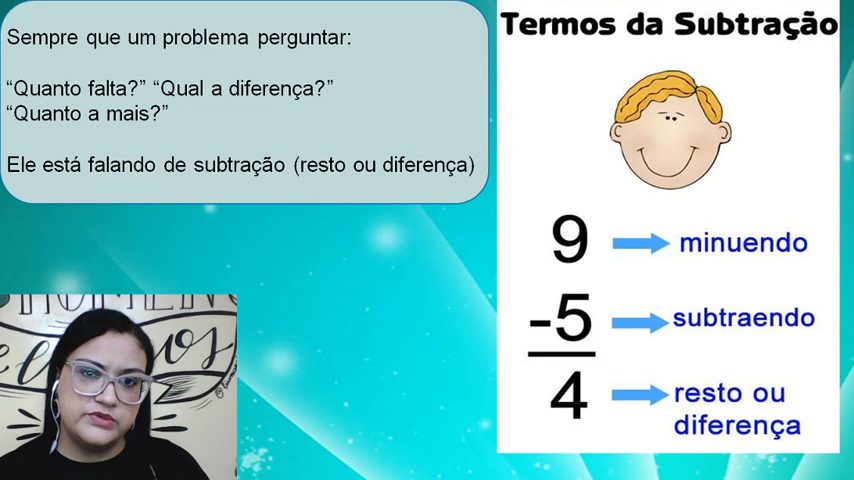 Sempre que um problema perguntar:
“Quanto falta?” “Qual a diferença?”
“Quanto a mais?”
Ele está falando de subtração (resto ou diferença)
Termos da Subtração
9 minuendo
-5 subtraendo
4 resto ou
diferença